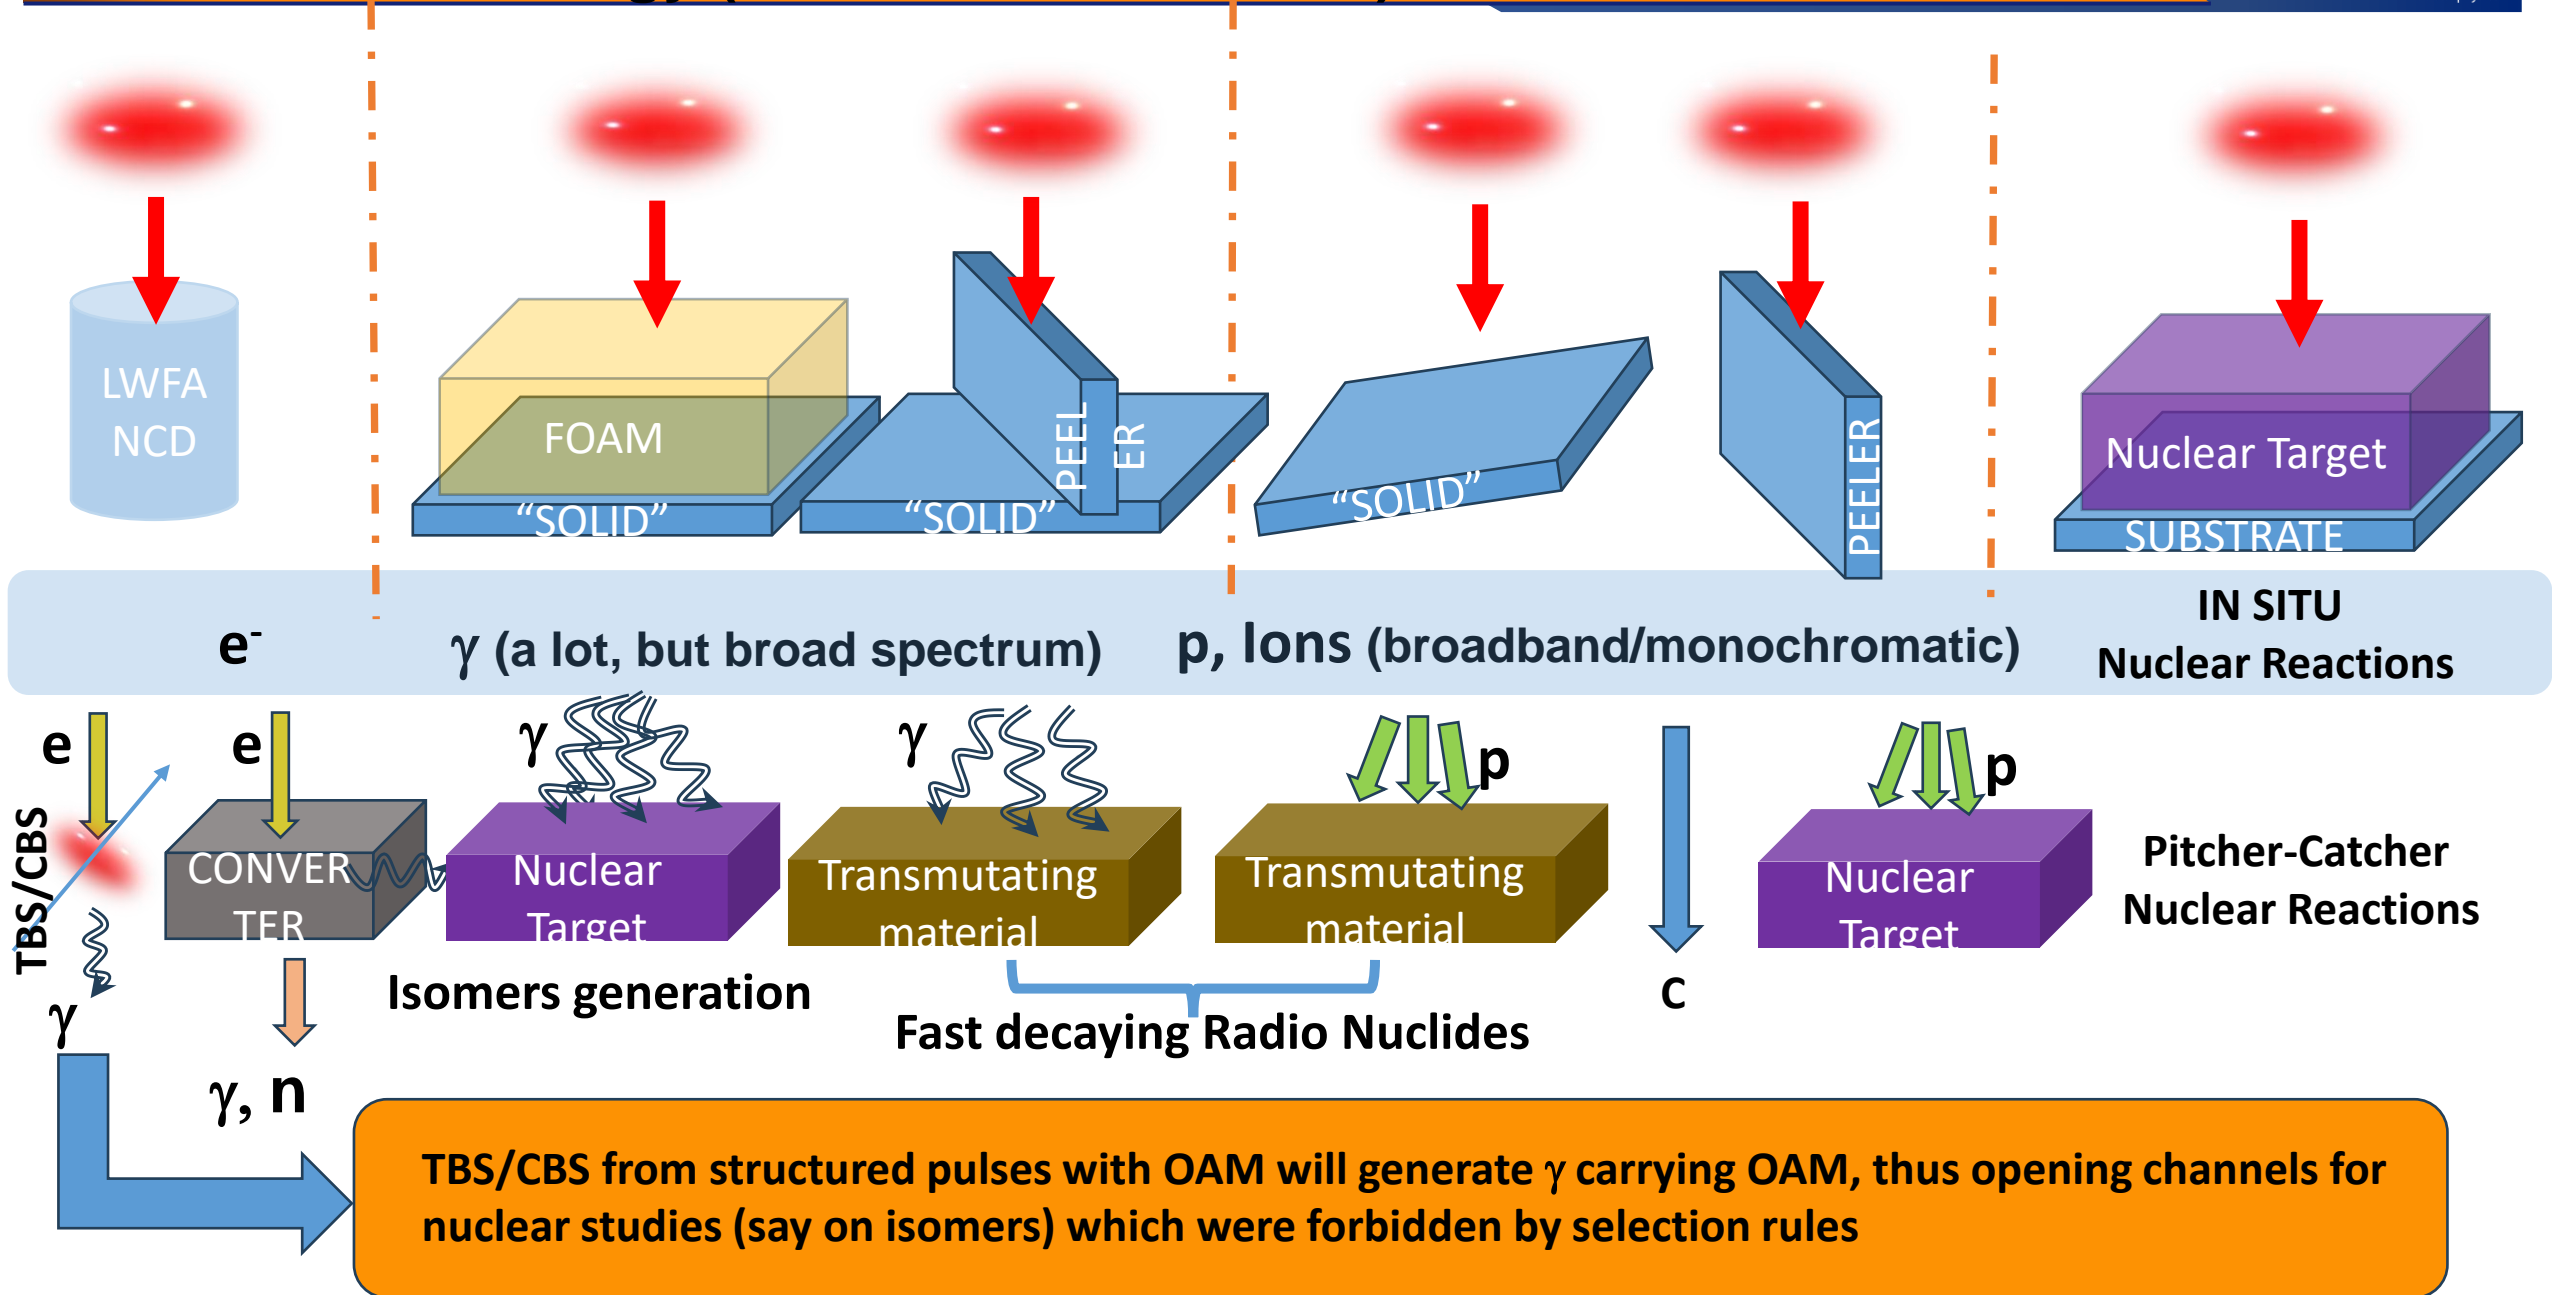 LWFA
NCD
FOAM
“SOLID”
PEEL
ER
“SOLID”
“SOLID”
PEELER
Nuclear Target
SUBSTRATE
e-
γ (a lot, but broad spectrum)
p, Ions (broadband/monochromatic)
IN SITU
Nuclear Reactions
e
e
γ
γ
p
p
TBS/CBS
CONVER
TER
Nuclear
Target
Transmutating
material
Transmutating
material
Nuclear
Target
Pitcher-Catcher
Nuclear Reactions
γ
Isomers generation
C
Fast decaying Radio Nuclides
γ, n
TBS/CBS from structured pulses with OAM will generate γ carrying OAM, thus opening channels for
nuclear studies (say on isomers) which were forbidden by selection rules